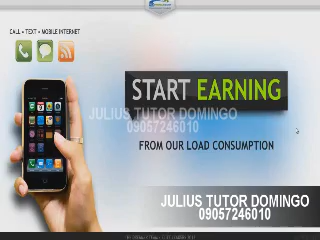 CALL • TEXT • MOBILE INTERNET
START EARNING
JULIUS TUTOR DOMINGO
09057246010
FROM OUR LOAD CONSUMPTION
JULIUS TUTOR DOMINGO
09057246010